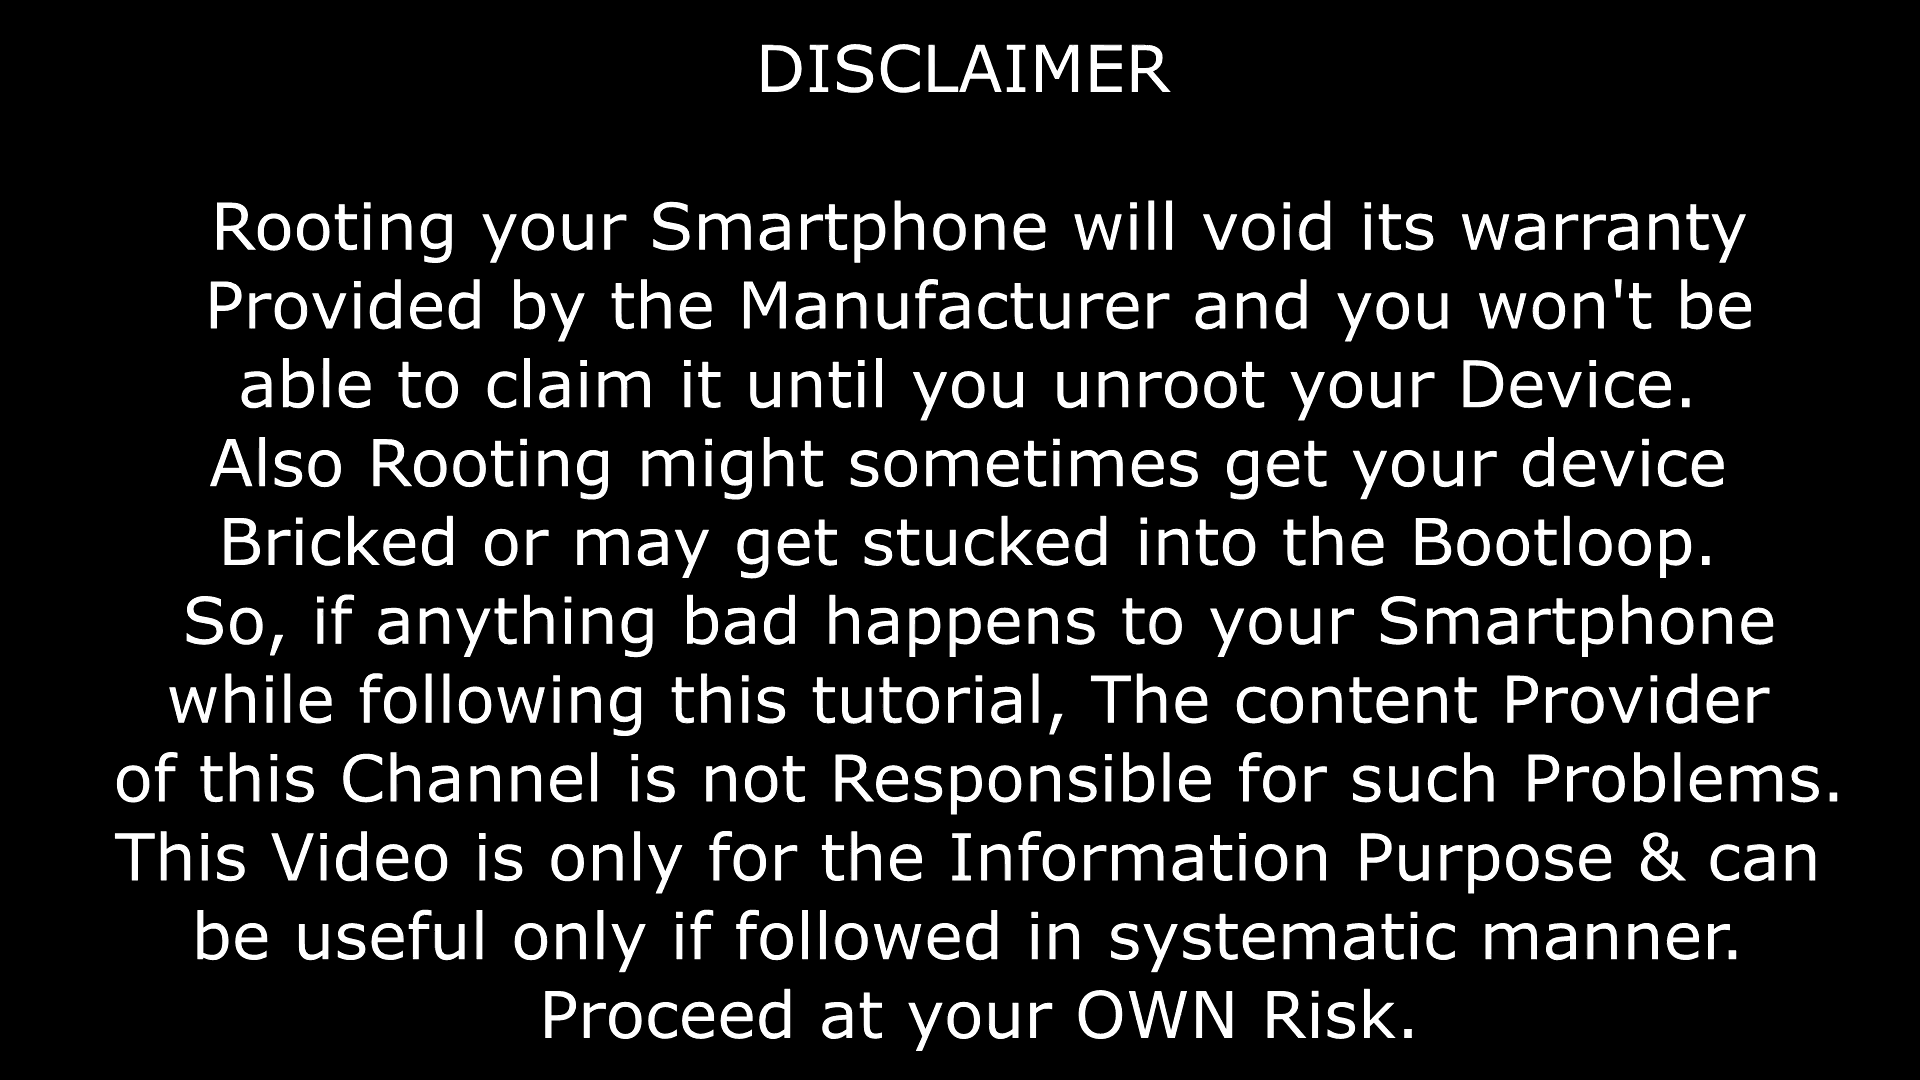 DISCLAIMER
Rooting your Smartphone will void its warranty
Provided by the Manufacturer and you won't be
able to claim it until you unroot your Device.
Also Rooting might sometimes get your device
Bricked or may get stucked into the Bootloop.
So, if anything bad happens to your Smartphone
while following this tutorial, The content Provider
of this Channel is not Responsible for such Problems.
This Video is only for the Information Purpose & can
be useful only if followed in systematic manner.
Proceed at your OWN Risk.